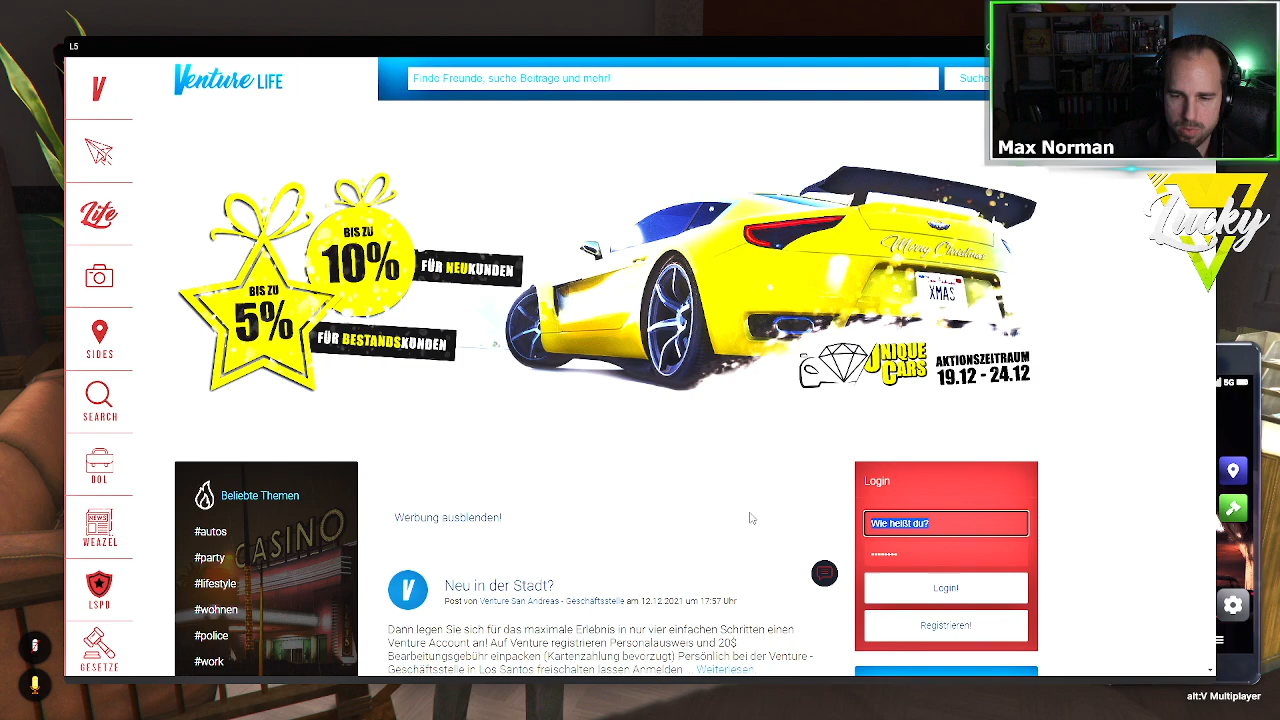 L5
Venture LIFE
Finde Freunde, suche Beiträge und mehr!
Suche
Max Norman
Lucky
V
Life
SIDES
SEARCH
DOL
NEWS
WEAZEL
LSPD
GESETZE
BIS ZU
10%
FÜR NEUKUNDEN
BIS ZU
5%
FÜR BESTANDSKUNDEN
Merry Christmas
XMAS
UNIQUE
CARS
AKTIONSZEITRAUM
19.12 - 24.12
5G
Beliebte Themen
#autos
#party
#lifestyle
#wohnen
#police
#work
CASINO
Werbung ausblenden!
V
Neu in der Stadt?
Post von Venture San Andreas - Geschäftsstelle am 12.12.2021 um 17:57 Uhr
Dann legen Sie sich für das maximale Erlebnis in nur vier einfachen Schritten einen
Venture Account an! Auf Venture registrieren Personalausweis und 20$
Bearbeitungsgebühr einpacken (Kartenzahlung bevorzugt) Persönlich bei der Venture -
Geschäftsstelle in Los Santos freischalten lassen Anmelden ... Weiterlesen
Login
Wie heißt du?
Login!
Registrieren!
alt:V Multiplayer